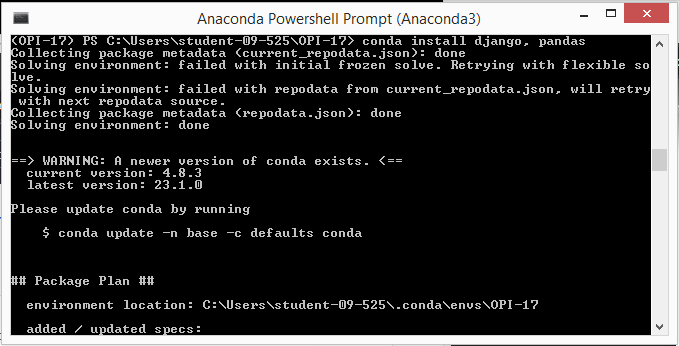 Anaconda Powershell Prompt (Anaconda3)
(OPI-17) PS C:\Users\student-09-525\OPI-17> conda install django, pandas
Collecting package metadata (current_repodata.json): done
Solving environment: failed with initial frozen solve. Retrying with flexible so
lve.
Solving environment: failed with repodata from current_repodata.json, will retry
 with next repodata source.
Collecting package metadata (repodata.json): done
Solving environment: done
==> WARNING: A newer version of conda exists. <==
  current version: 4.8.3
  latest version: 23.1.0
Please update conda by running
    $ conda update -n base -c defaults conda
## Package Plan ##
  environment location: C:\Users\student-09-525\.conda\envs\OPI-17
  added / updated specs: